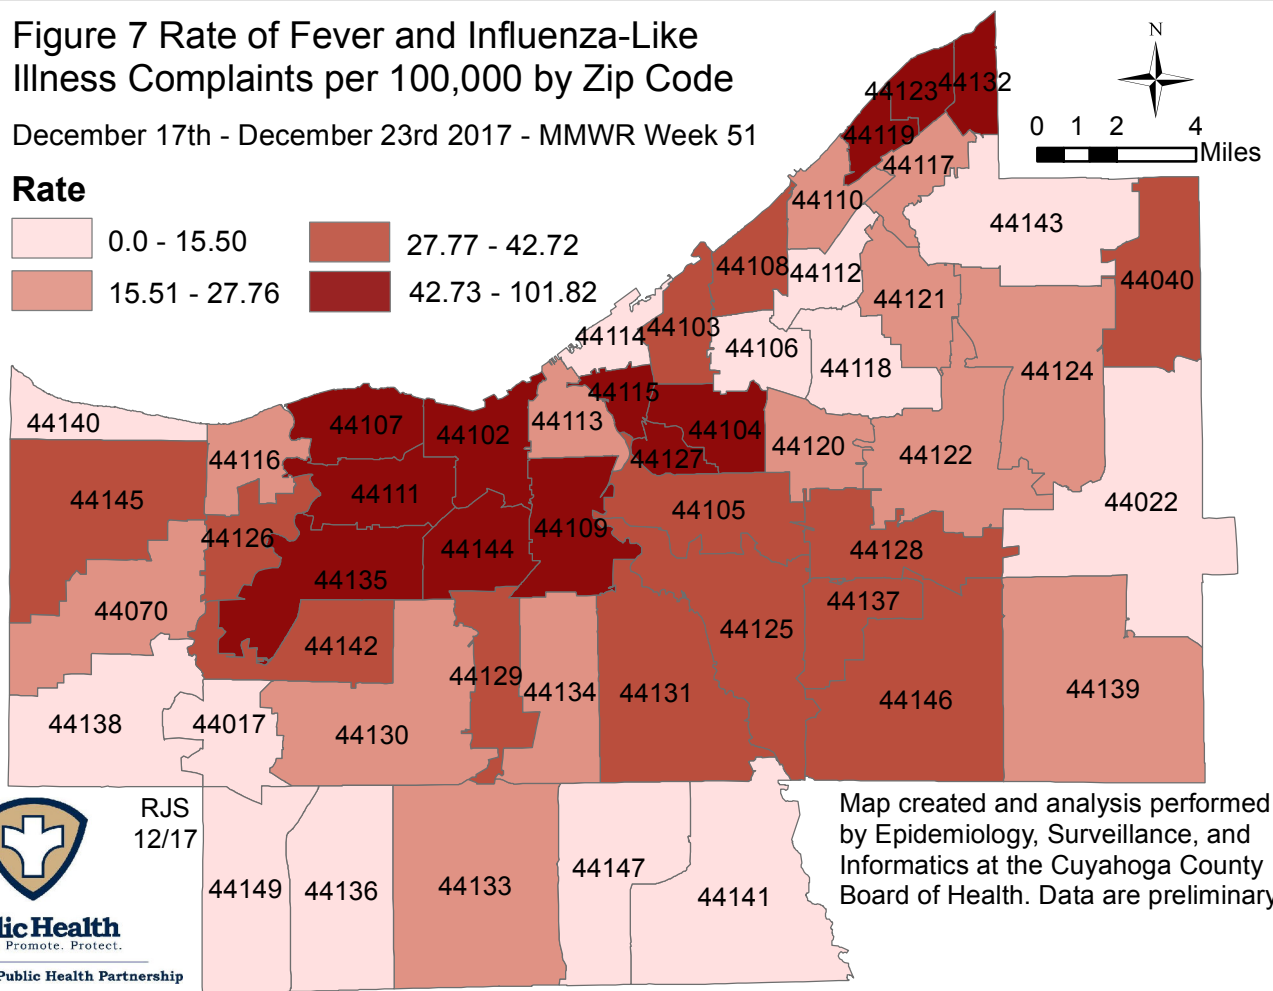 Figure 7 Rate of Fever and Influenza-Like
Illness Complaints per 100,000 by Zip Code
December 17th - December 23rd 2017 - MMWR Week 51
Rate
0.0 - 15.50
15.51 - 27.76
27.77 - 42.72
42.73 - 101.82
N
0 1 2 4
Miles
44132
44123
44119
44117
44110
44143
44112
44108
44040
44121
44103
44114
44106
44118
44124
44115
44140
44107
44113
44102
44104
44120
44116
44127
44122
44111
44145
44022
44105
44109
44126
44144
44128
44135
44137
44070
44125
44142
44129
44134
44131
44139
44146
44138
44017
44130
RJS
12/17
Map created and analysis performed
by Epidemiology, Surveillance, and
Informatics at the Cuyahoga County
Board of Health. Data are preliminary
44147
44133
44149
44136
44141
lic Health
Promote. Protect.
Public Health Partnership